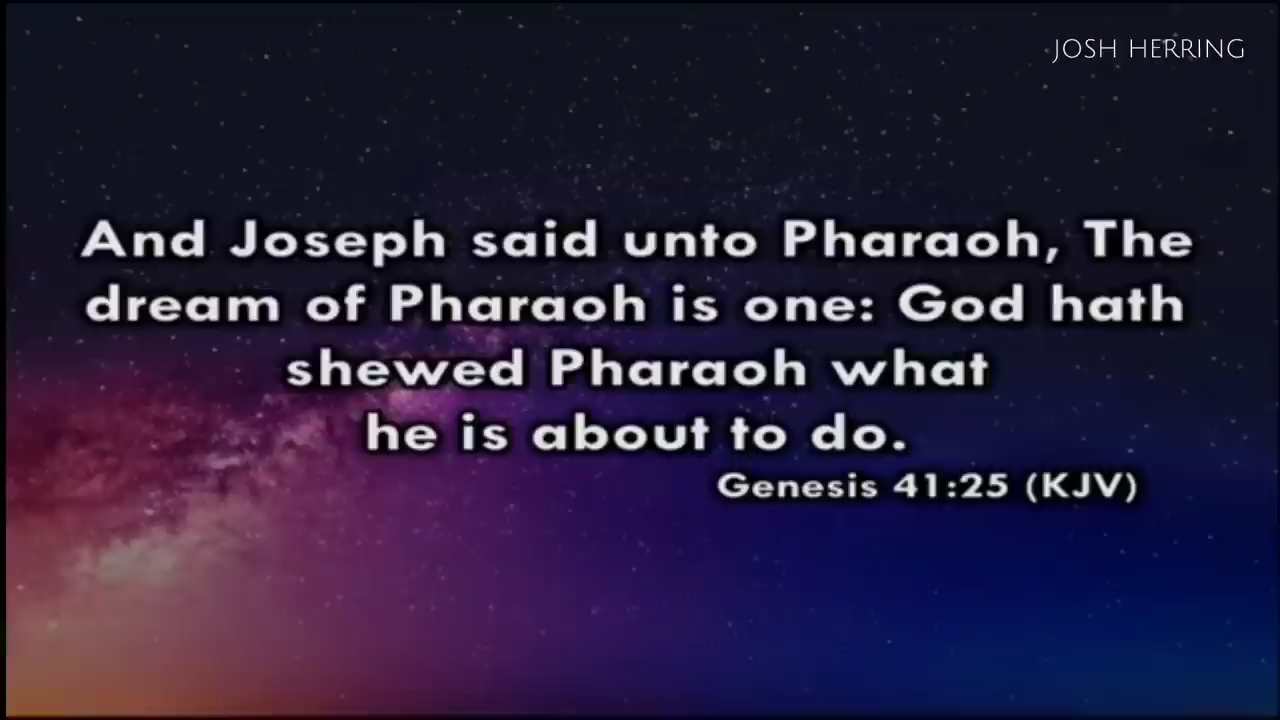 JOSH HERRING
And Joseph said unto Pharaoh, The
dream of Pharaoh is one: God hath
shewed Pharaoh what
he is about to do.
Genesis 41:25 (KJV)